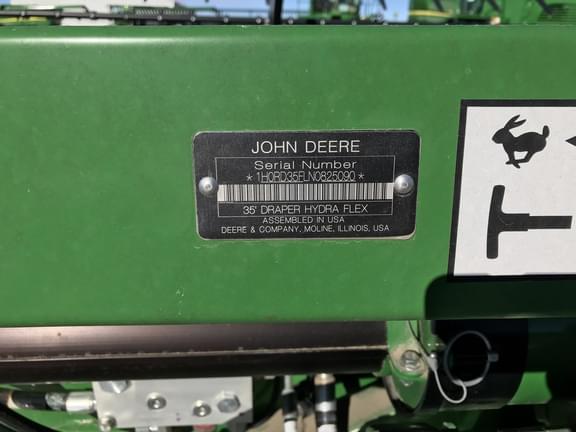 JOHN DEERE
Serial Number
*1H0RD35FLN0825090*
35' DRAPER HYDRA FLEX
ASSEMBLED IN USA
DEERE & COMPANY, MOLINE, ILLINOIS, USA